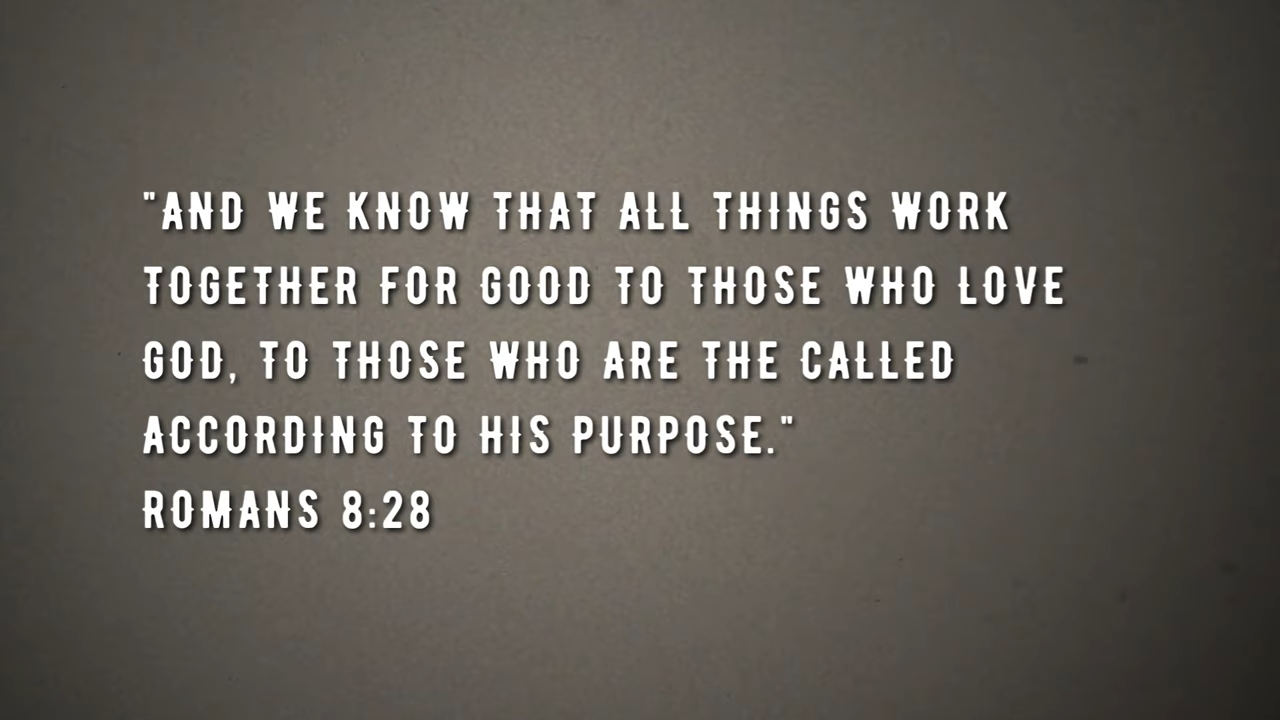 "AND WE KNOW THAT ALL THINGS WORK
TOGETHER FOR GOOD TO THOSE WHO LOVE
GOD, TO THOSE WHO ARE THE CALLED
ACCORDING TO HIS PURPOSE."
ROMANS 8:28